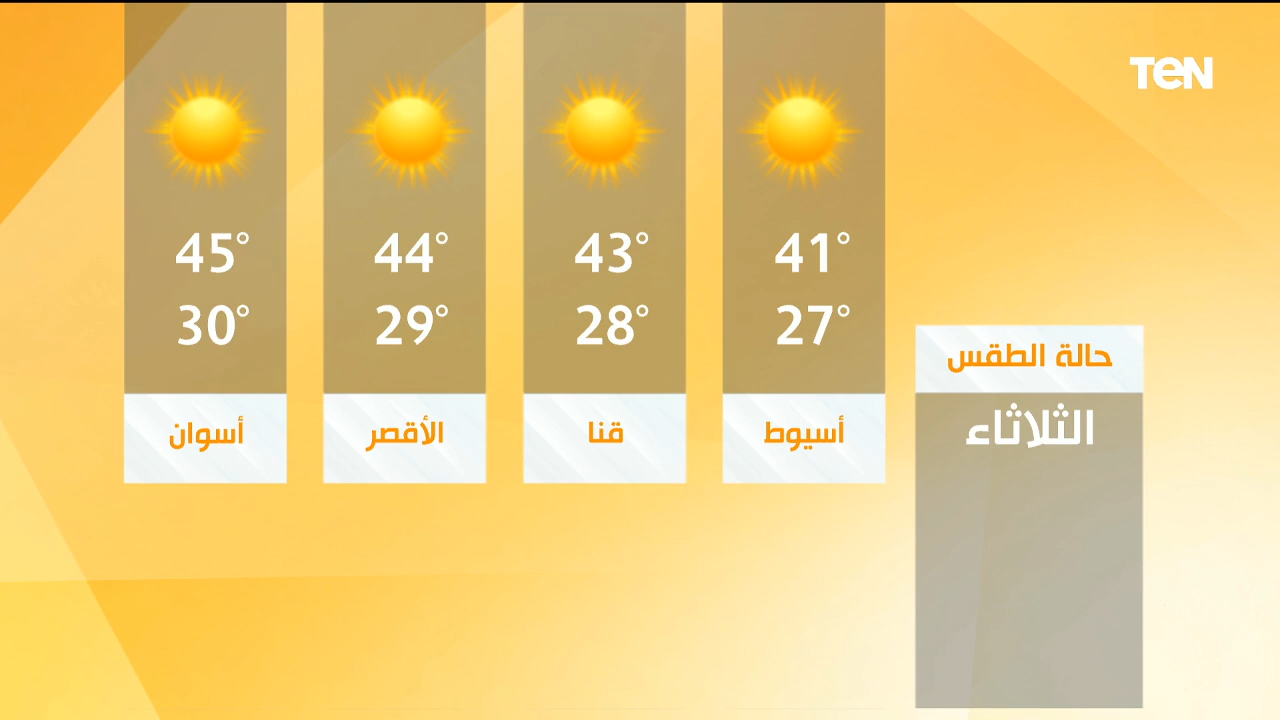 TEN
حالة الطقس
الثلاثاء
41° 43° 44° 45°
27° 28° 29° 30°
أسيوط قنا الأقصر أسوان